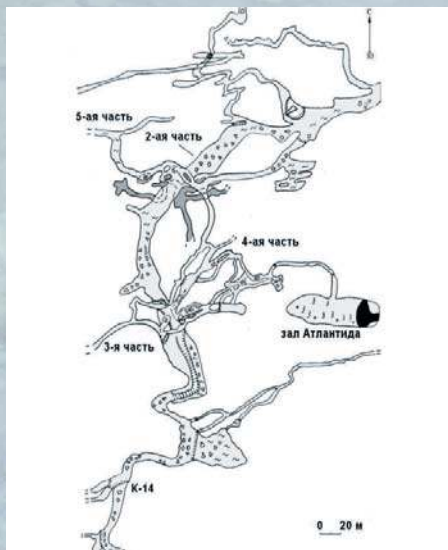 С
Ю
5-ая часть
2-ая часть
4-ая часть
зал Атлантида
3-я часть
К-14
0 20 м